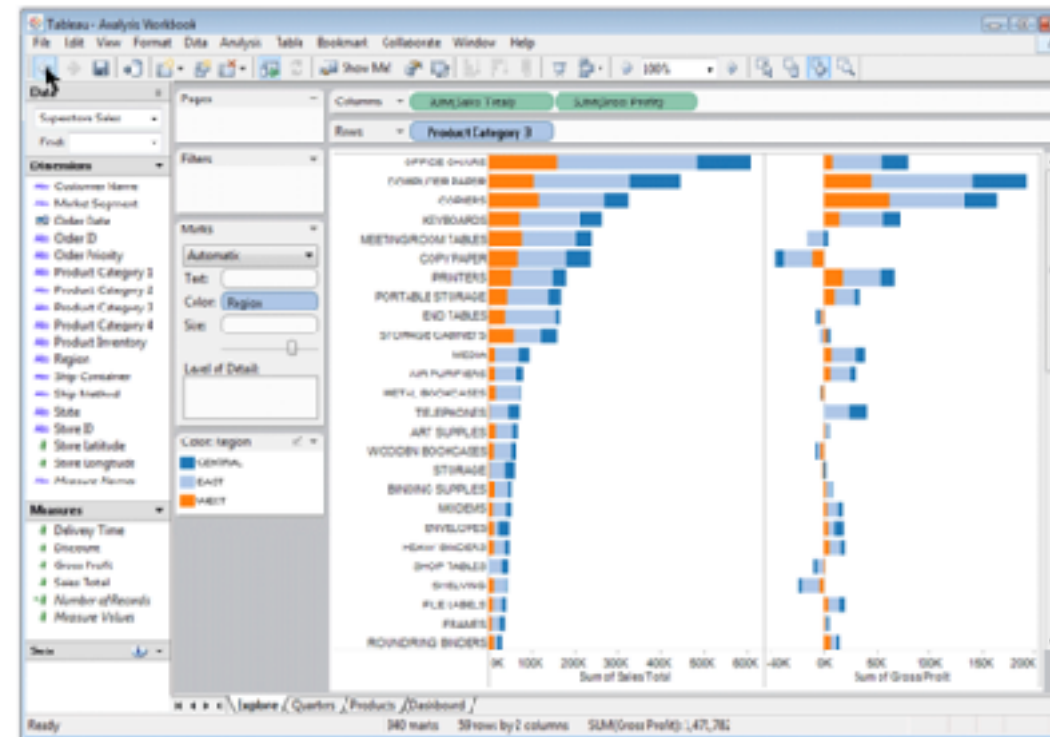 Tableau - Analysis Workbook
File Edit View Format Data Analysis Table Bookmark Collaborate Window Help
Show Me! 100%
Data
Superstore Sales
Find:
Dimensions
Customer Name
Market Segment
Order Date
Order ID
Order Priority
Product Category 1
Product Category 2
Product Category 3
Product Category 4
Product Inventory
Region
Ship Container
Ship Method
State
Store ID
Store Latitude
Store Longitude
Measure Names
Measures
Delivery Time
Discount
Gross Profit
Sales Total
Number of Records
Measure Values
Sets
Pages
Filters
Marks
Automatic
Text:
Color: Region
Size:
Level of Detail:
Color: Region
CENTRAL
EAST
WEST
Columns SUM(Sales Total) SUM(Gross Profit)
Rows Product Category 3
OFFICE CHAIRS
COMPUTER PAPER
COPIERS
KEYBOARDS
MEETING ROOM TABLES
COPY PAPER
PRINTERS
PORTABLE STORAGE
END TABLES
STORAGE CABINETS
MEDIA
AIR PURIFIERS
METAL BOOKCASES
TELEPHONES
ART SUPPLIES
WOODEN BOOKCASES
STORAGE
BINDING SUPPLIES
MODEMS
ENVELOPES
HEAVY BINDERS
SHOP TABLES
SHELVING
FILE LABELS
FRAMES
ROUND RING BINDERS
0K 100K 200K 300K 400K 500K 600K -40K 0K 50K 100K 150K 200K
Sum of Sales Total Sum of Gross Profit
Explore Quarters Products Dashboard
Ready 340 marks 59 rows by 2 columns SUM(Gross Profit): 1,471,782